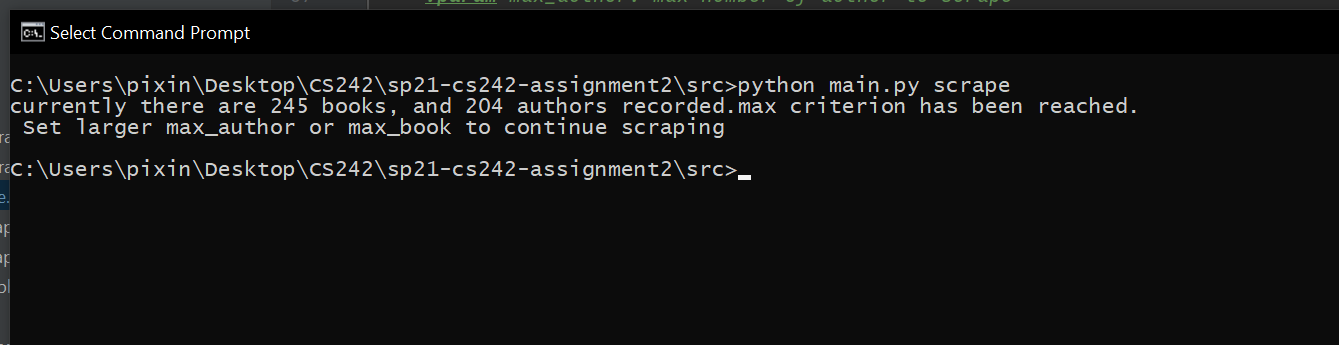 :param max_author: max number of author to scrape
Select Command Prompt
C:\Users\pixin\Desktop\CS242\sp21-cs242-assignment2\src>python main.py scrape
currently there are 245 books, and 204 authors recorded.max criterion has been reached.
 Set larger max_author or max_book to continue scraping
C:\Users\pixin\Desktop\CS242\sp21-cs242-assignment2\src>